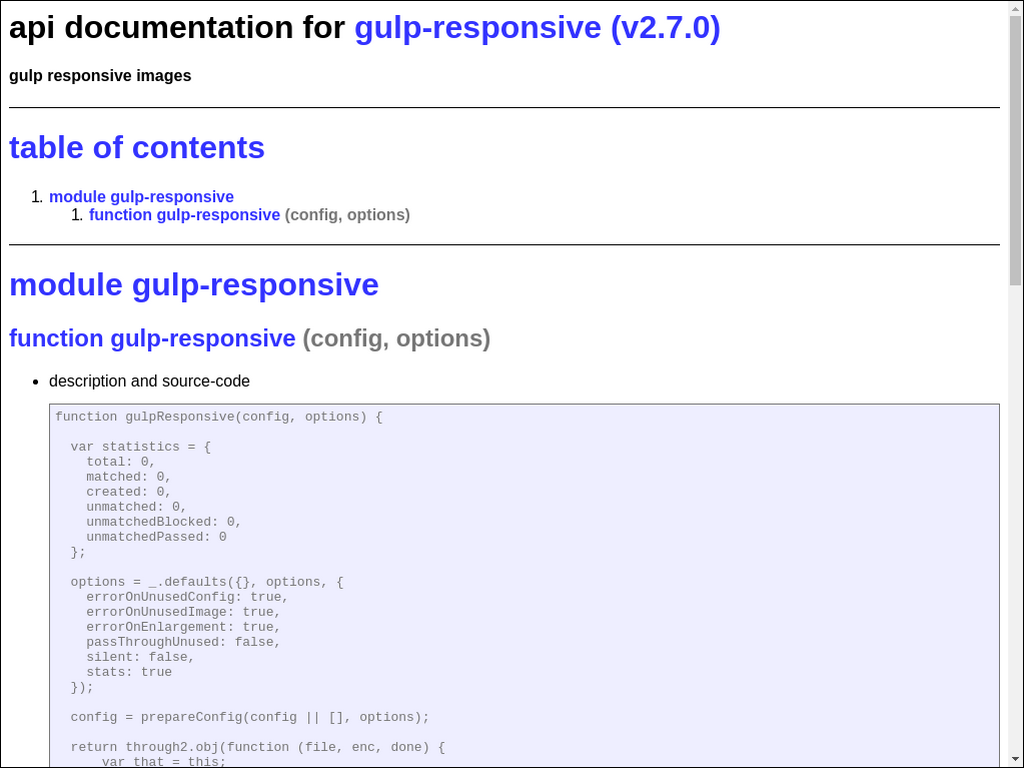 api documentation for gulp-responsive (v2.7.0)
gulp responsive images
table of contents
1. module gulp-responsive
1. function gulp-responsive (config, options)
module gulp-responsive
function gulp-responsive (config, options)
• description and source-code
function gulpResponsive(config, options) {
  var statistics = {
    total: 0,
    matched: 0,
    created: 0,
    unmatched: 0,
    unmatchedBlocked: 0,
    unmatchedPassed: 0
  };
  options = _.defaults({}, options, {
    errorOnUnusedConfig: true,
    errorOnUnusedImage: true,
    errorOnEnlargement: true,
    passThroughUnused: false,
    silent: false,
    stats: true
  });
  config = prepareConfig(config || [], options);
  return through2.obj(function (file, enc, done) {
      var that = this;